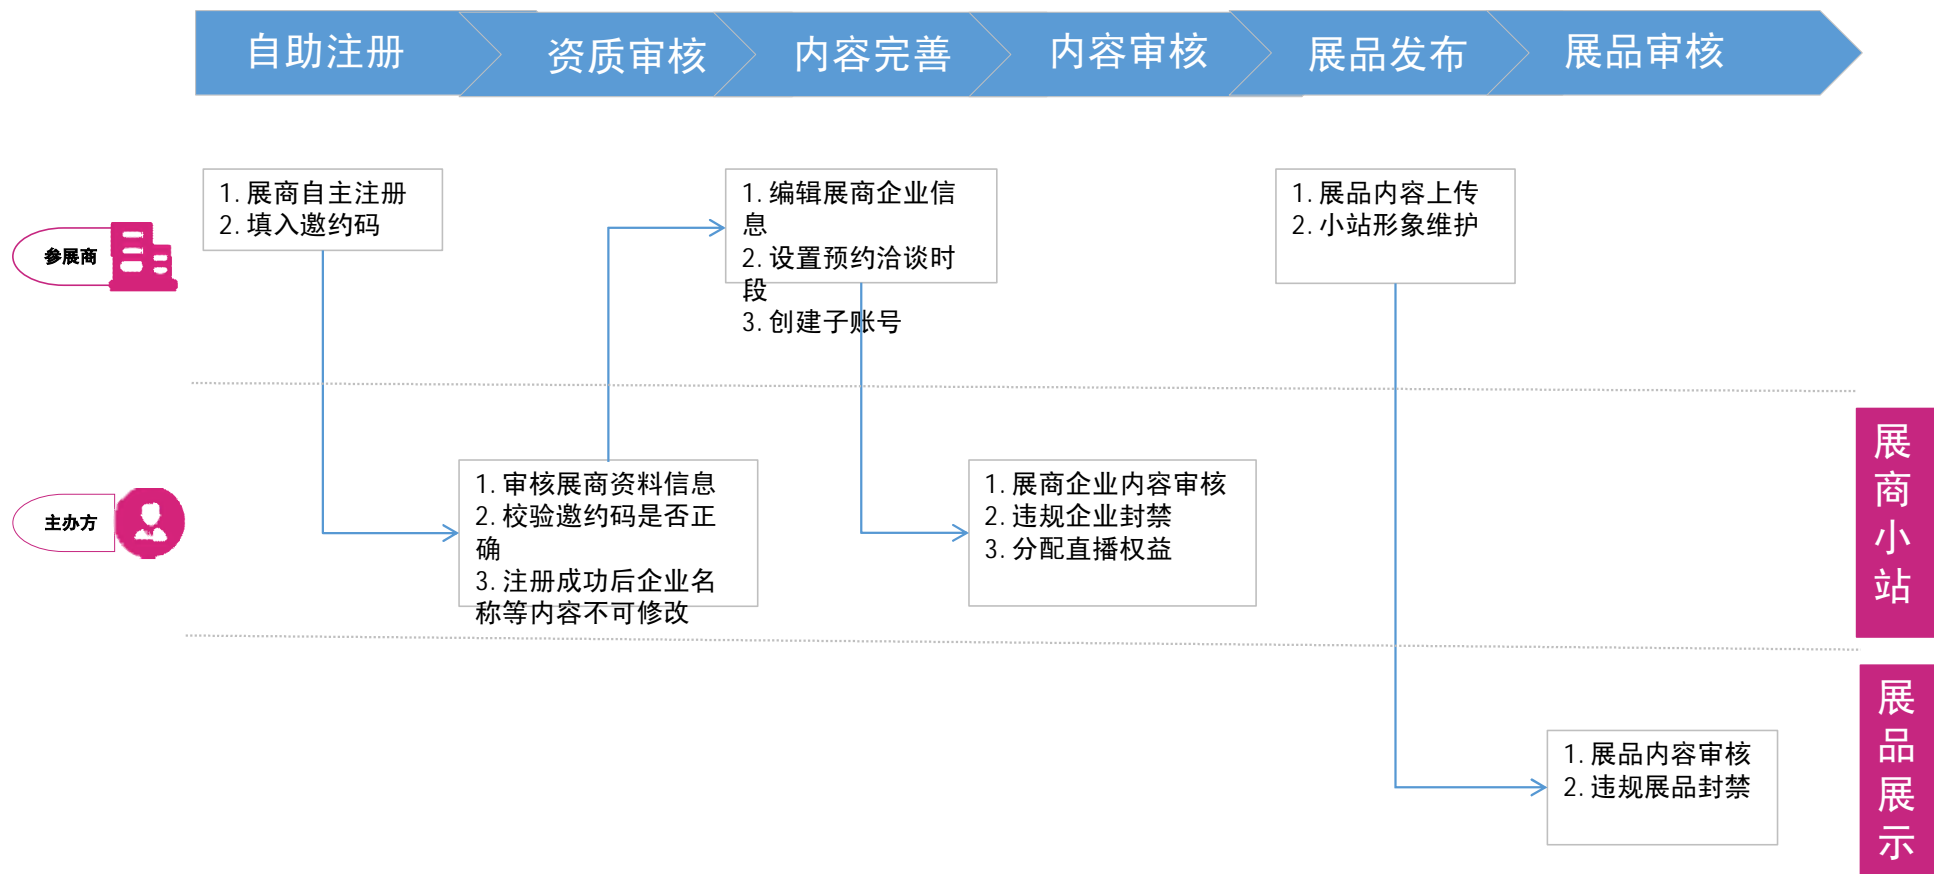 自助注册
资质审核
内容完善
内容审核
展品发布
展品审核
1. 展商自主注册
2. 填入邀约码
1. 编辑展商企业信
息
2. 设置预约洽谈时
段
3. 创建子账号
1. 展品内容上传
2. 小站形象维护
参展商
主办方
1. 审核展商资料信息
2. 校验邀约码是否正
确
3. 注册成功后企业名
称等内容不可修改
1. 展商企业内容审核
2. 违规企业封禁
3. 分配直播权益
展商小站
1. 展品内容审核
2. 违规展品封禁
展品展示